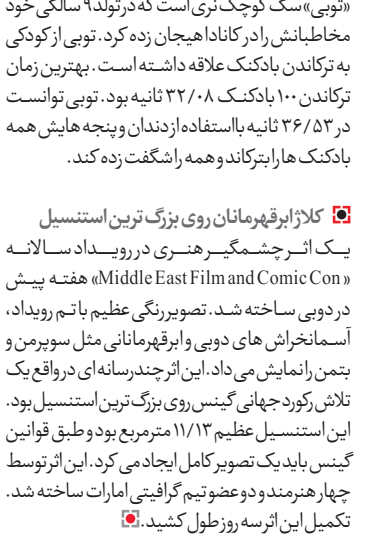 «توبی» سگ کوچک نری است که در تولد ۹ سالگی خود
مخاطبانش را در کانادا هیجان زده کرد. توبی از کودکی
به ترکاندن بادکنک علاقه داشته است. بهترین زمان
ترکاندن ۱۰۰ بادکنک ۳۲/۰۸ ثانیه بود. توبی توانست
در ۳۶/۵۳ ثانیه با استفاده از دندان و پنجه هایش همه
بادکنک ها را بترکاند و همه را شگفت زده کند.
کلاژ ابرقهرمانان روی بزرگ ترین استنسیل
یک اثر چشمگیر هنری در رویداد سالانه
«Middle East Film and Comic Con» هفته پیش
در دوبی ساخته شد. تصویر رنگی عظیم با تم رویداد،
آسمانخراش های دوبی و ابرقهرمانانی مثل سوپرمن و
بتمن را نمایش می داد. این اثر چندرسانه ای در واقع یک
تلاش رکورد جهانی گینس روی بزرگ ترین استنسیل بود.
این استنسیل عظیم ۱۱/۱۳ مترمربع بود و طبق قوانین
گینس باید یک تصویر کامل ایجاد می کرد. این اثر توسط
چهار هنرمند و دو عضو تیم گرافیتی امارات ساخته شد.
تکمیل این اثر سه روز طول کشید.